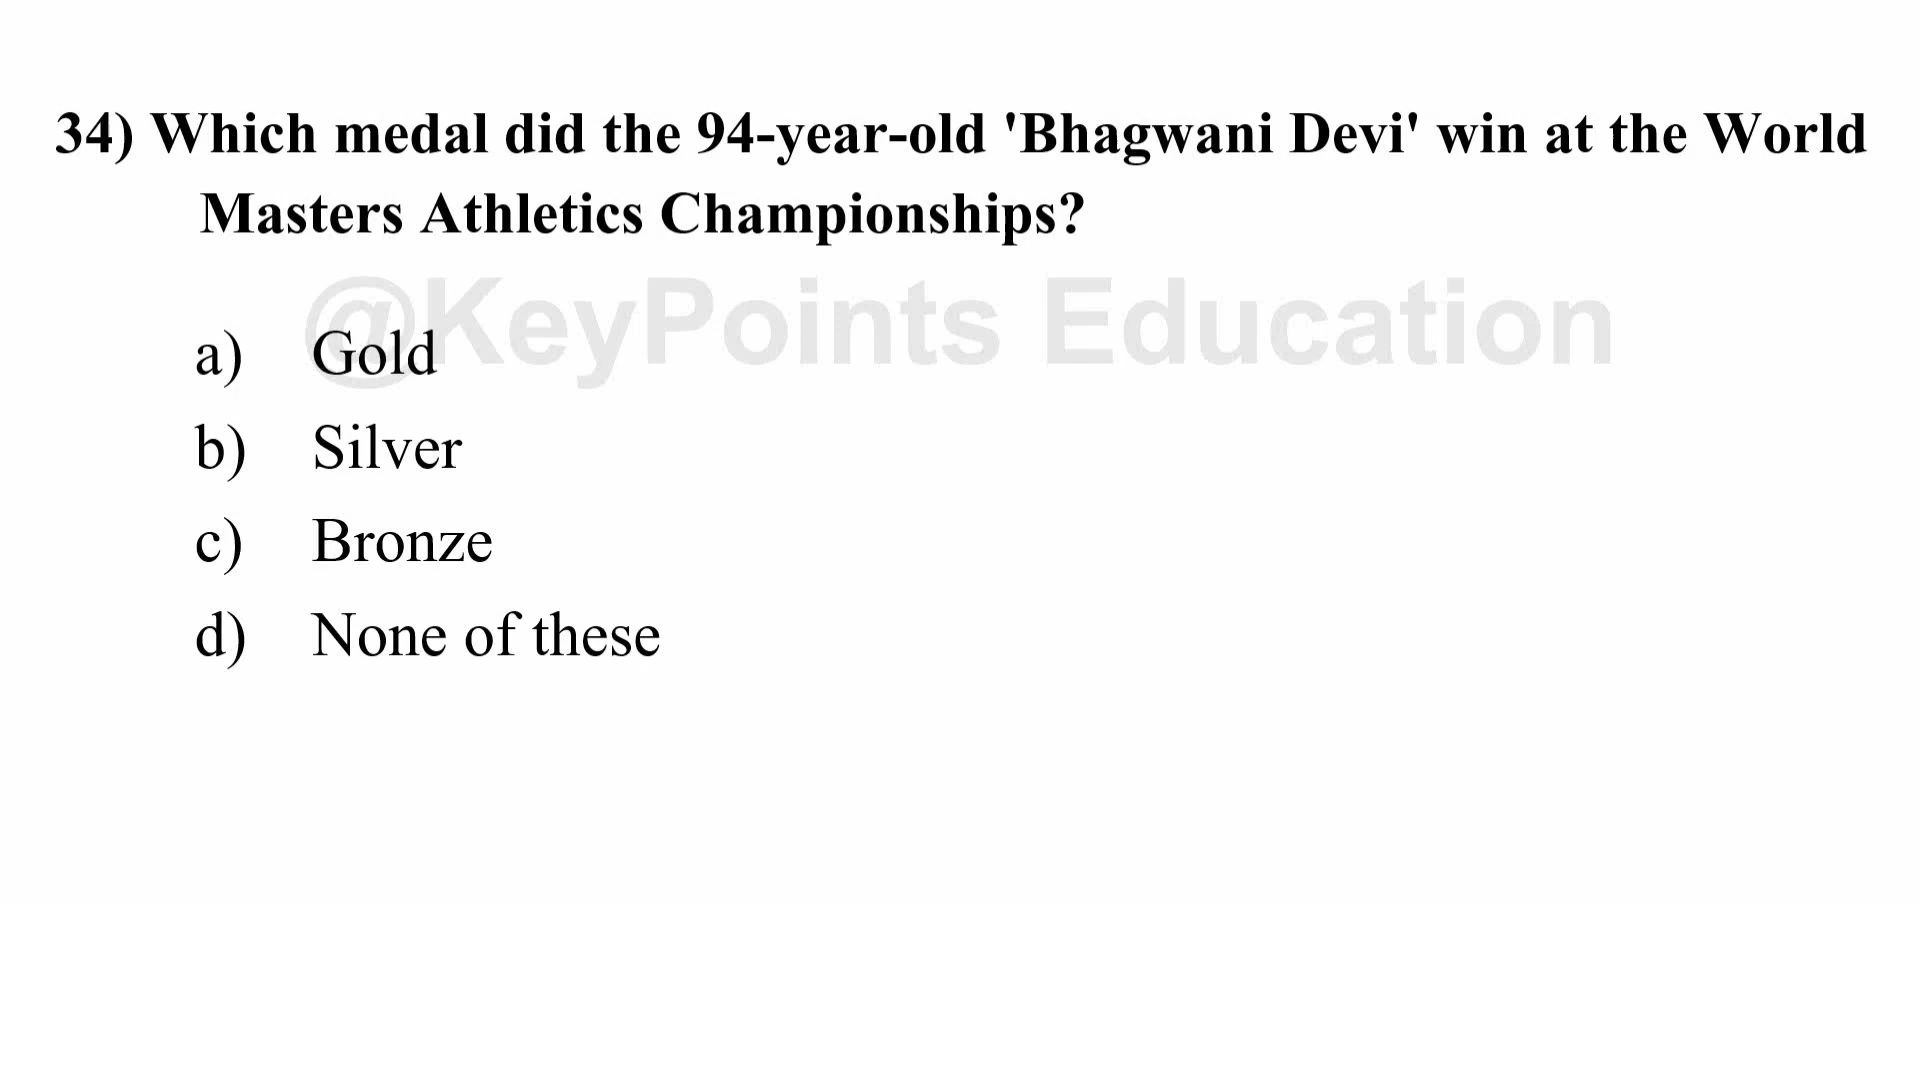 34) Which medal did the 94-year-old 'Bhagwani Devi' win at the World
Masters Athletics Championships?
@KeyPoints Education
a) Gold
b) Silver
c) Bronze
d) None of these